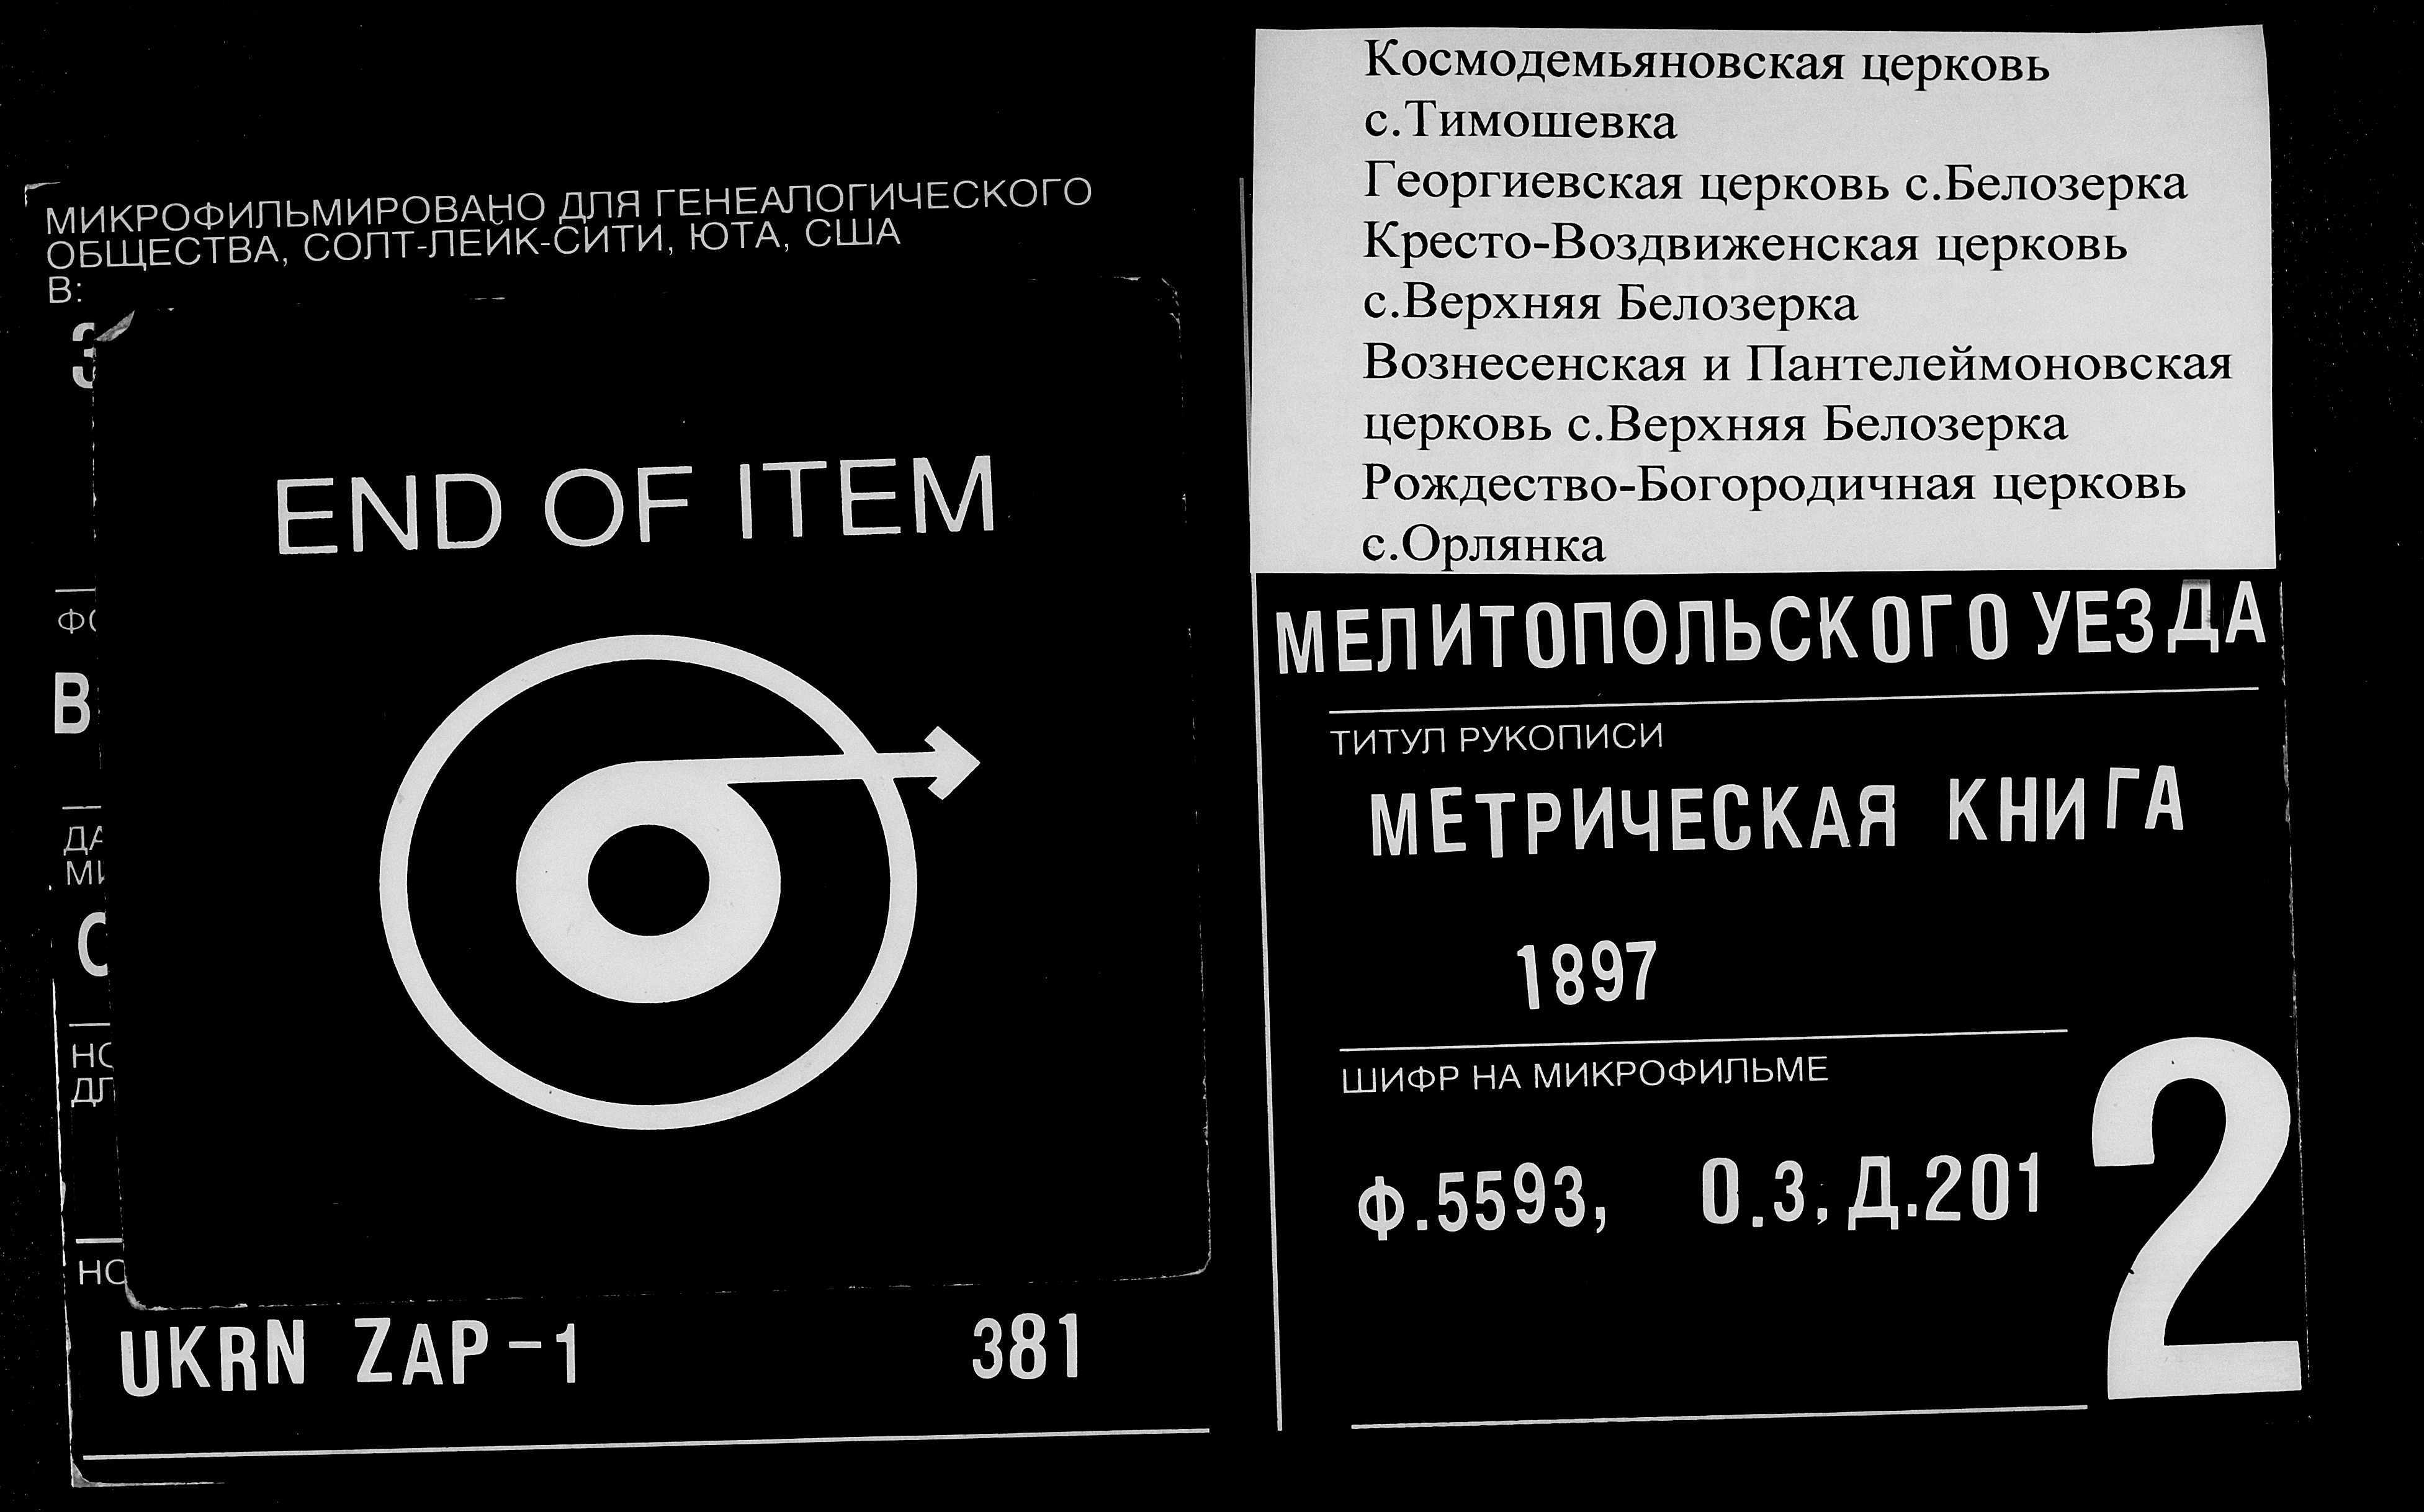 МИКРОФИЛЬМИРОВАНО ДЛЯ ГЕНЕАЛОГИЧЕСКОГО
ОБЩЕСТВА, СОЛТ-ЛЕЙК-СИТИ, ЮТА, США
В:
END OF ITEM
UKRN ZAP-1 381
Космодемьяновская церковь
с.Тимошевка
Георгиевская церковь с.Белозерка
Кресто-Воздвиженская церковь
с.Верхняя Белозерка
Вознесенская и Пантелеймоновская
церковь с.Верхняя Белозерка
Рождество-Богородичная церковь
с.Орлянка
МЕЛИТОПОЛЬСКОГО УЕЗДА
ТИТУЛ РУКОПИСИ
МЕТРИЧЕСКАЯ КНИГА
1897
ШИФР НА МИКРОФИЛЬМЕ
Ф.5593, О.3, Д.201
2